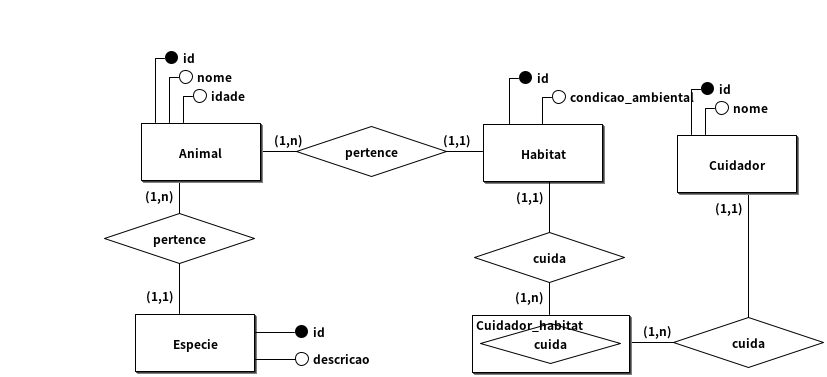 id
nome
idade
Animal
(1,n)
pertence
(1,1)
id
condicao_ambiental
Habitat
id
nome
Cuidador
(1,n)
pertence
(1,1)
Especie
id
descricao
(1,1)
cuida
(1,n)
Cuidador_habitat
cuida
(1,n)
cuida
(1,1)